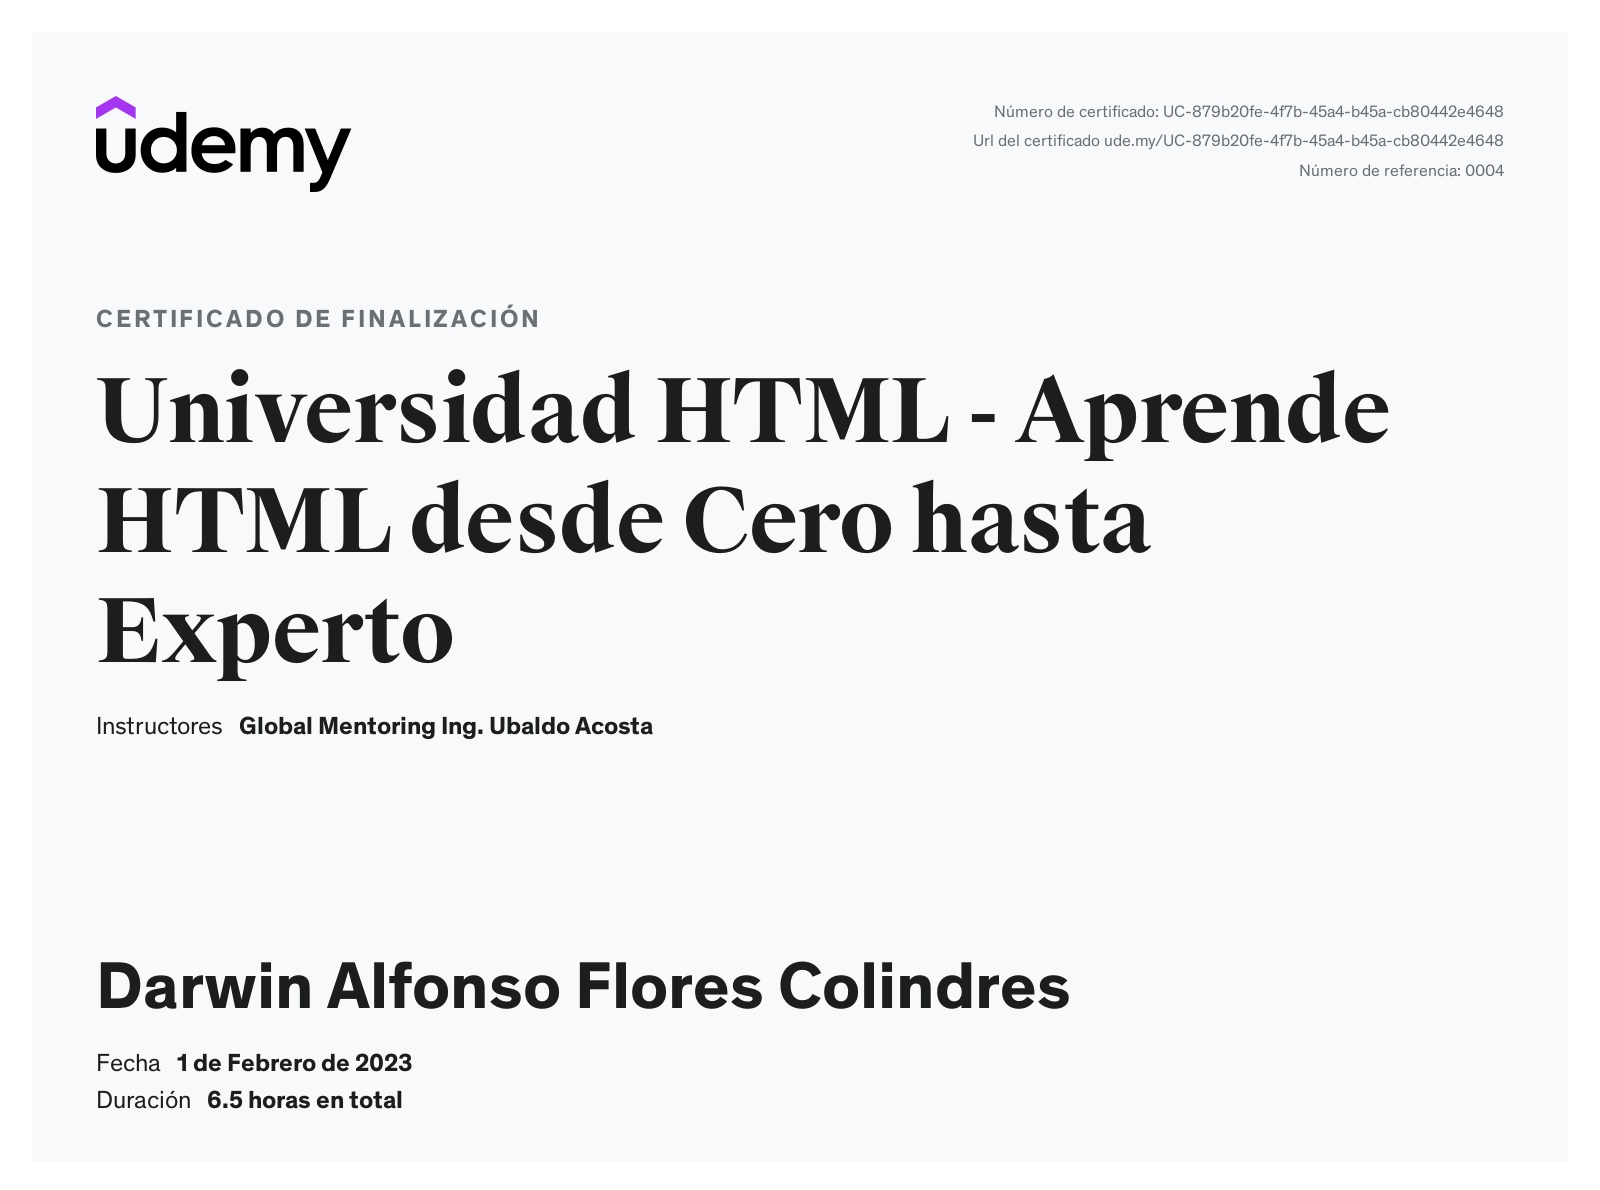 udemy
Número de certificado: UC-879b20fe-4f7b-45a4-b45a-cb80442e4648
Url del certificado ude.my/UC-879b20fe-4f7b-45a4-b45a-cb80442e4648
Número de referencia: 0004
CERTIFICADO DE FINALIZACIÓN
Universidad HTML - Aprende
HTML desde Cero hasta
Experto
Instructores Global Mentoring Ing. Ubaldo Acosta
Darwin Alfonso Flores Colindres
Fecha 1 de Febrero de 2023
Duración 6.5 horas en total